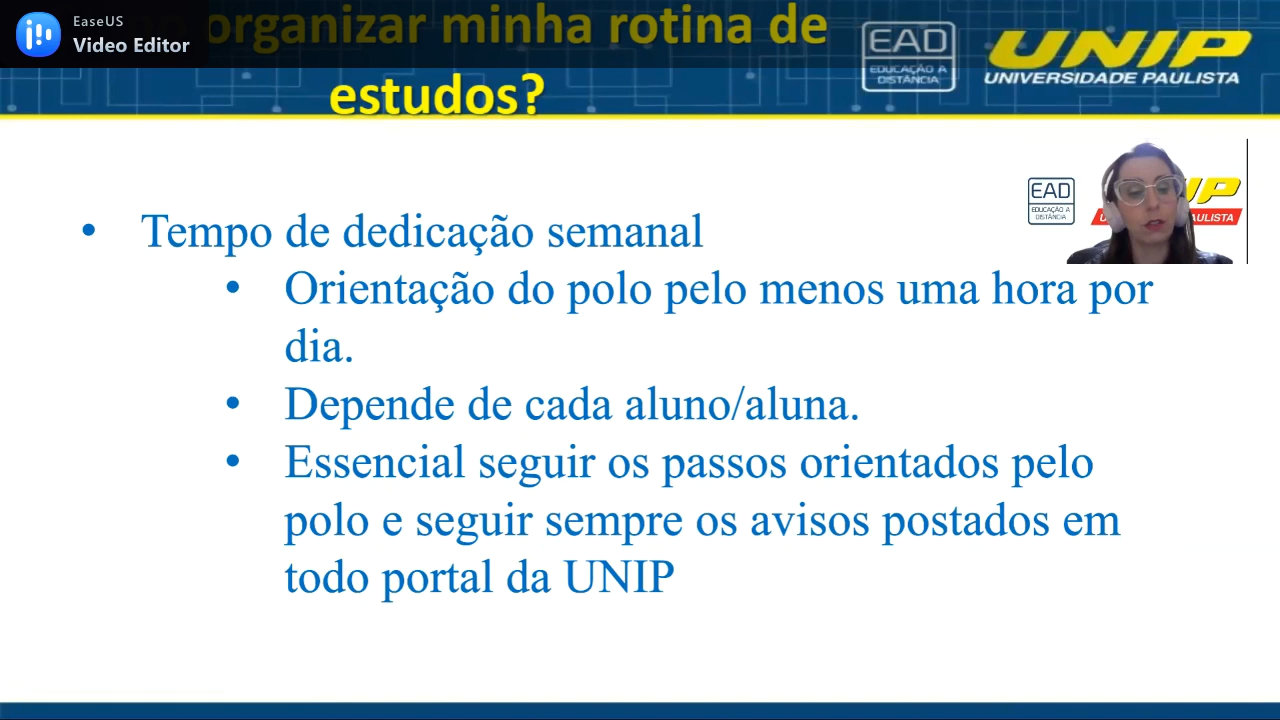 EaseUS
Video Editor
organizar minha rotina de
estudos?
EAD
EDUCAÇÃO A
DISTÂNCIA
UNIP
UNIVERSIDADE PAULISTA
EAD
EDUCAÇÃO A
DISTÂNCIA
• Tempo de dedicação semanal
• Orientação do polo pelo menos uma hora por
dia.
• Depende de cada aluno/aluna.
• Essencial seguir os passos orientados pelo
polo e seguir sempre os avisos postados em
todo portal da UNIP